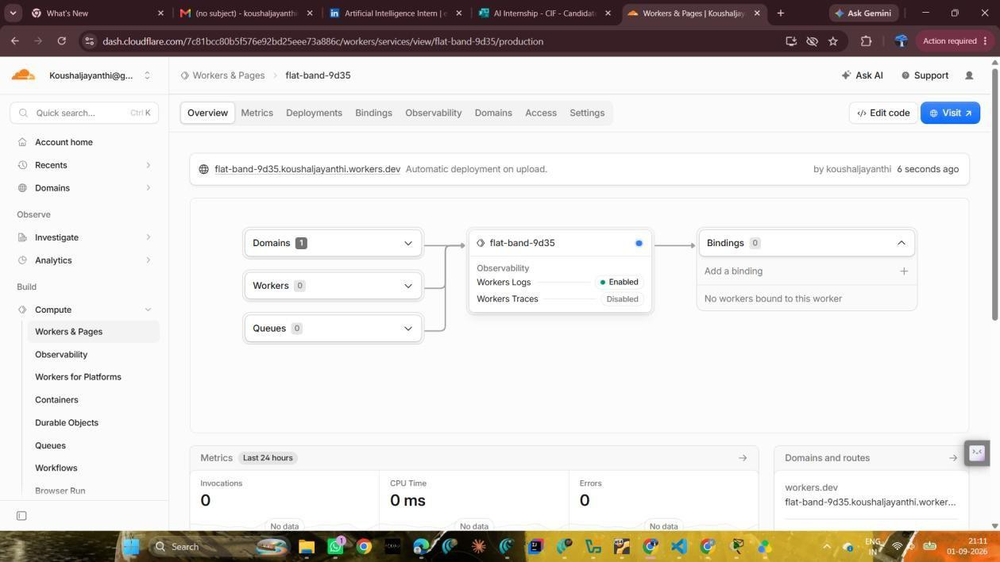 What's New
(no subject) - koushaljayanthi
Artificial Intelligence Intern | e
AI Internship - CIF - Candidat
Workers & Pages | Koushaljay
Ask Gemini
dash.cloudflare.com/7c81bcc80b5f576e92bd25eee73a886c/workers/services/view/flat-band-9d35/production
Action required
Koushaljayanthi@g...
Workers & Pages
flat-band-9d35
Ask AI
Support
Quick search...
Ctrl K
Overview
Metrics
Deployments
Bindings
Observability
Domains
Access
Settings
Edit code
Visit
Account home
Recents
Domains
Observe
Investigate
Analytics
Build
Compute
Workers & Pages
Observability
Workers for Platforms
Containers
Durable Objects
Queues
Workflows
Browser Run
flat-band-9d35.koushaljayanthi.workers.dev Automatic deployment on upload.
by koushaljayanthi 6 seconds ago
Domains 1
Workers 0
Queues 0
flat-band-9d35
Observability
Workers Logs Enabled
Workers Traces Disabled
Bindings 0
Add a binding
No workers bound to this worker
Metrics Last 24 hours
Invocations
0
No data
CPU Time
0 ms
No data
Errors
0
No data
Domains and routes
workers.dev
flat-band-9d35.koushaljayanthi.worker...
Search
1
ENG
IN
21:11
01-09-2026